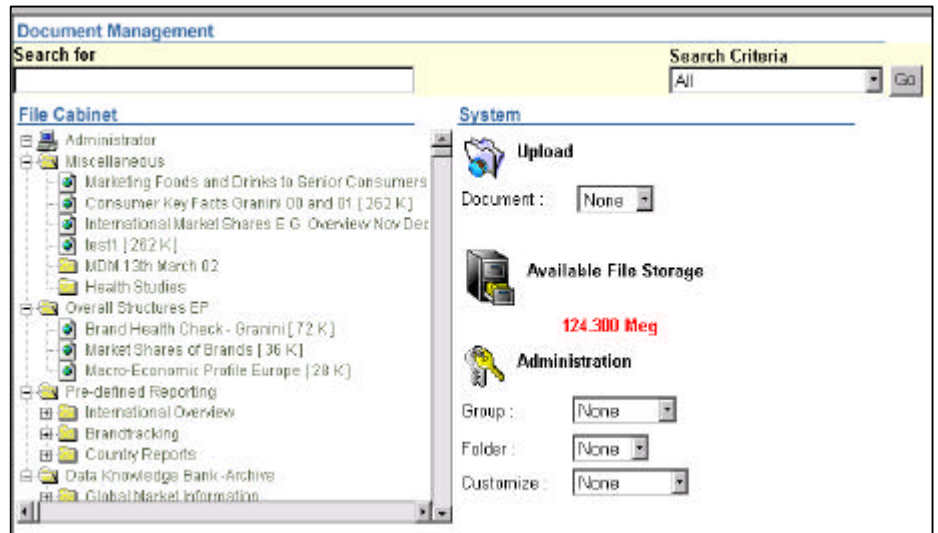 Document Management
Search for
Search Criteria
All
Go
File Cabinet
Administrator
Miscellaneous
Marketing Foods and Drinks to Senior Consumers
Consumer Key Facts Granini 00 and 01 [ 262 K ]
International Market Shares E G Overview Nov Dec
test1 [ 262 K ]
MDM 13th March 02
Health Studies
Overall Structures EP
Brand Health Check - Granini [ 72 K ]
Market Shares of Brands [ 36 K ]
Macro-Economic Profile Europe [ 28 K ]
Pre-defined Reporting
International Overview
Brandtracking
Country Reports
Data Knowledge Bank -Archive
Global Market Information
System
Upload
Document : None
Available File Storage
124.300 Meg
Administration
Group : None
Folder : None
Customize : None